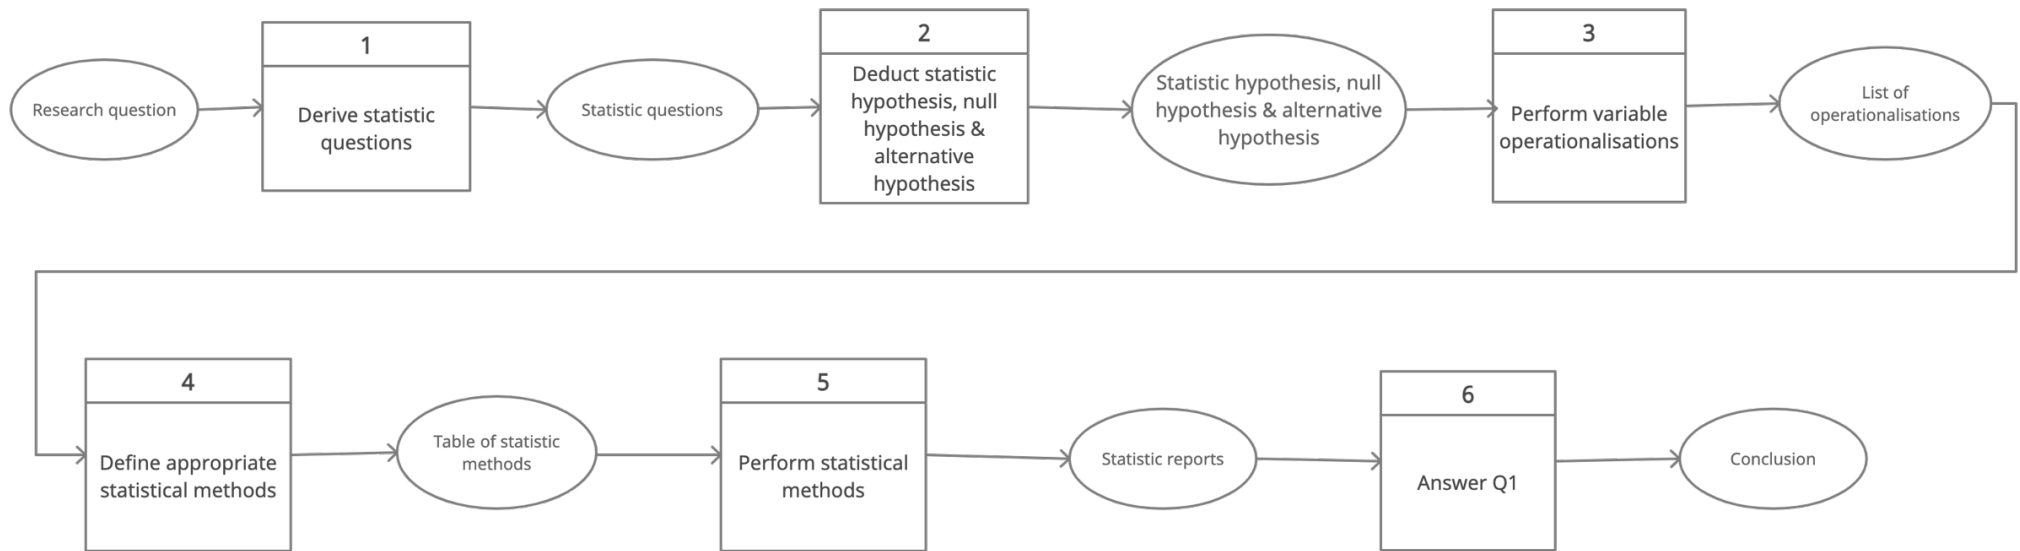 1
Research question
Derive statistic
questions
Statistic questions
2
Deduct statistic
hypothesis, null
hypothesis &
alternative
hypothesis
Statistic hypothesis, null
hypothesis & alternative
hypothesis
3
Perform variable
operationalisations
List of
operationalisations
4
Define appropriate
statistical methods
Table of statistic
methods
5
Perform statistical
methods
Statistic reports
6
Answer Q1
Conclusion